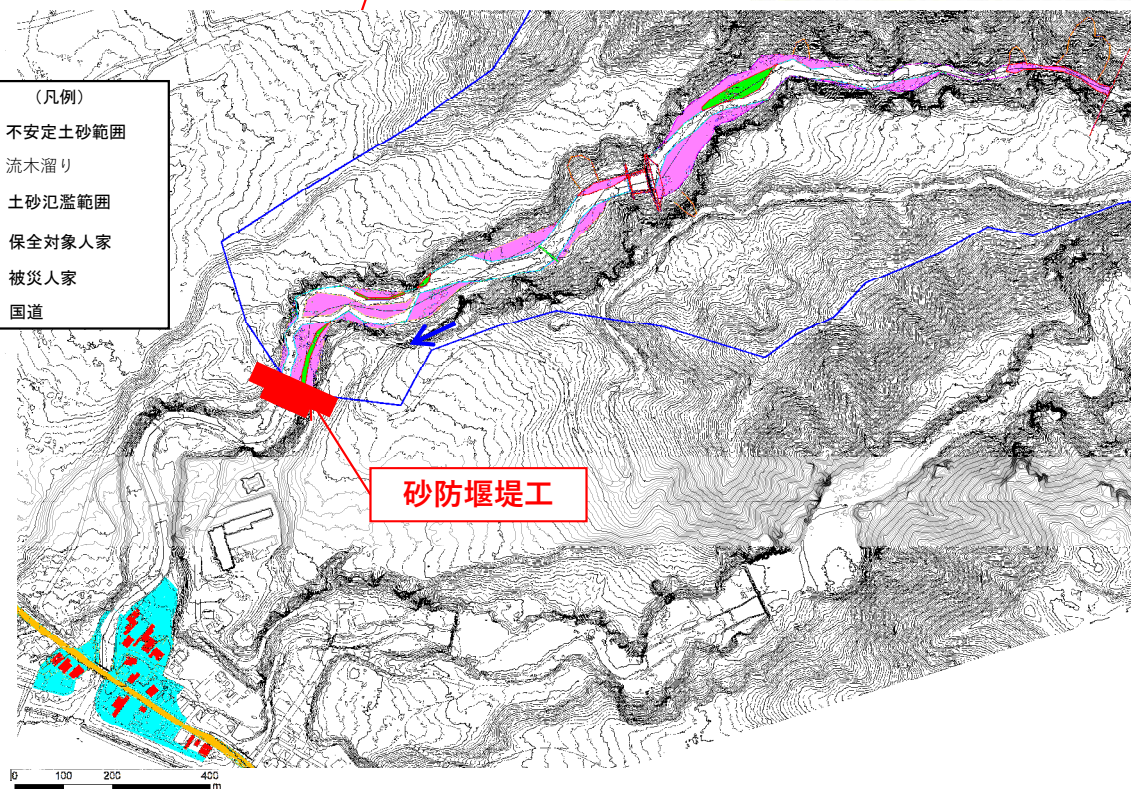 (凡例)
不安定土砂範囲
流木溜り
土砂氾濫範囲
保全対象人家
被災人家
国道
砂防堰堤工
0 100 200 400
m